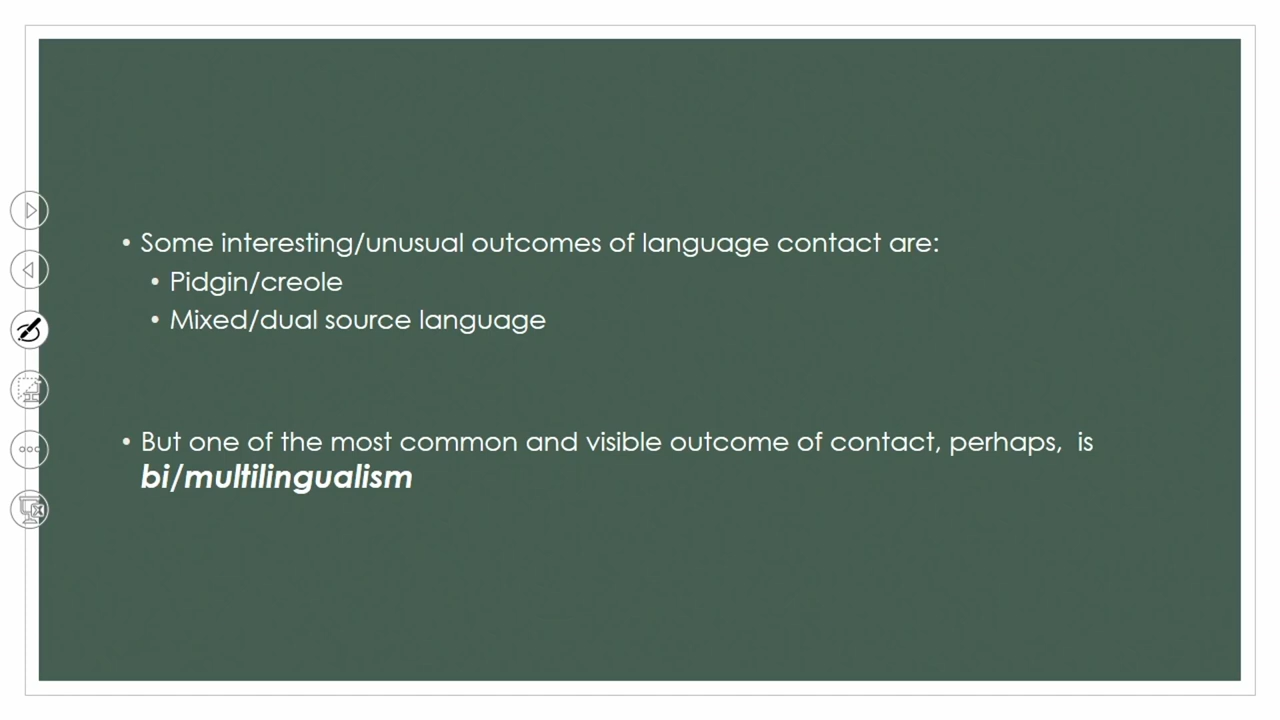 • Some interesting/unusual outcomes of language contact are:
• Pidgin/creole
• Mixed/dual source language
• But one of the most common and visible outcome of contact, perhaps,  is
bi/multilingualism